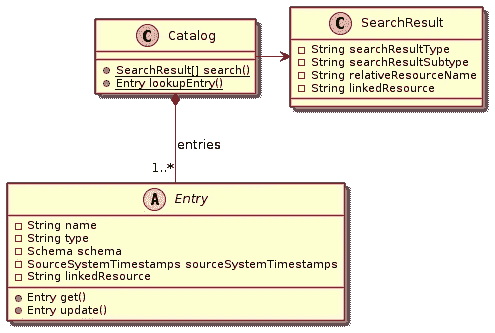 C Catalog
SearchResult[] search()
Entry lookupEntry()
C SearchResult
String searchResultType
String searchResultSubtype
String relativeResourceName
String linkedResource
entries
1..*
A Entry
String name
String type
Schema schema
SourceSystemTimestamps sourceSystemTimestamps
String linkedResource
Entry get()
Entry update()